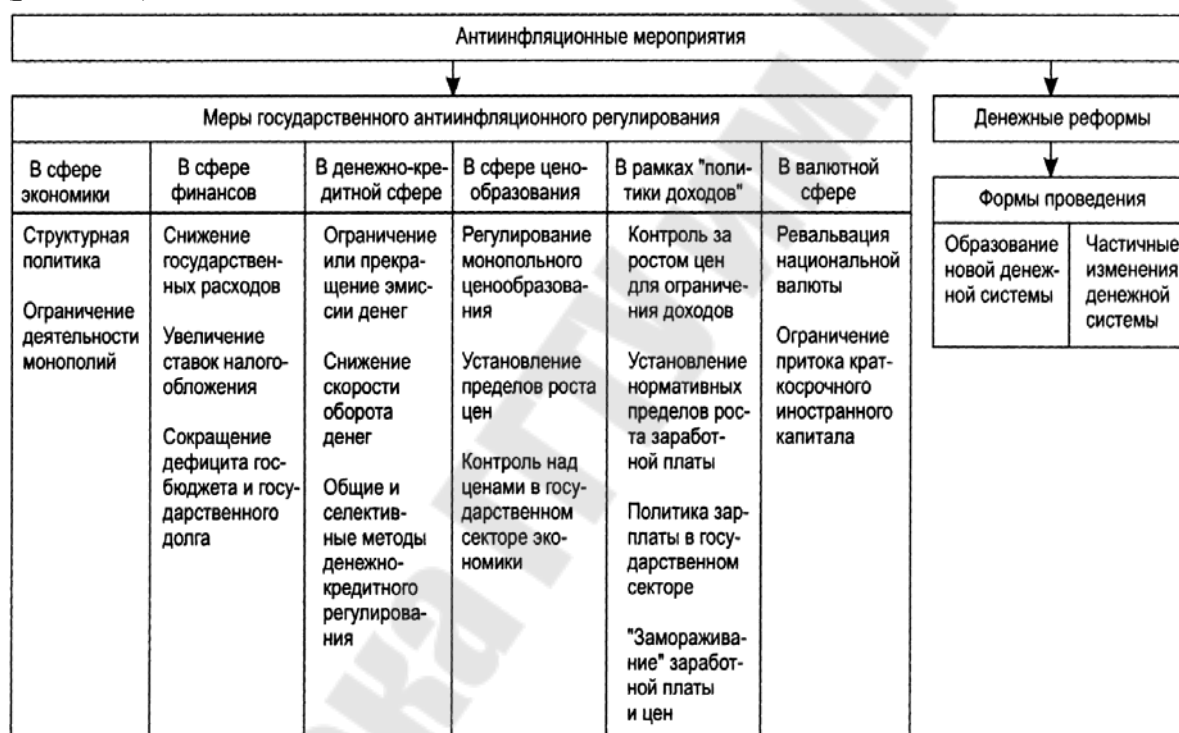 Антиинфляционные мероприятия
Меры государственного антиинфляционного регулирования
В сфере
экономики
Структурная
политика
Ограничение
деятельности
монополий
В сфере
финансов
Снижение
государствен-
ных расходов
Увеличение
ставок налого-
обложения
Сокращение
дефицита гос-
бюджета и госу-
дарственного
долга
В денежно-кре-
дитной сфере
Ограничение
или прекра-
щение эмис-
сии денег
Снижение
скорости
оборота
денег
Общие и
селектив-
ные методы
денежно-
кредитного
регулирова-
ния
В сфере цено-
образования
Регулирование
монопольного
ценообразова-
ния
Установление
пределов роста
цен
Контроль над
ценами в госу-
дарственном
секторе эко-
номики
В рамках "поли-
тики доходов"
Контроль за
ростом цен
для ограниче-
ния доходов
Установление
нормативных
пределов рос-
та заработ-
ной платы
Политика зар-
платы в госу-
дарственном
секторе
"Заморажива-
ние" заработ-
ной платы
и цен
В валютной
сфере
Ревальвация
национальной
валюты
Ограничение
притока крат-
косрочного
иностранного
капитала
Денежные реформы
Формы проведения
Образование
новой денеж-
ной системы
Частичные
изменения
денежной
системы